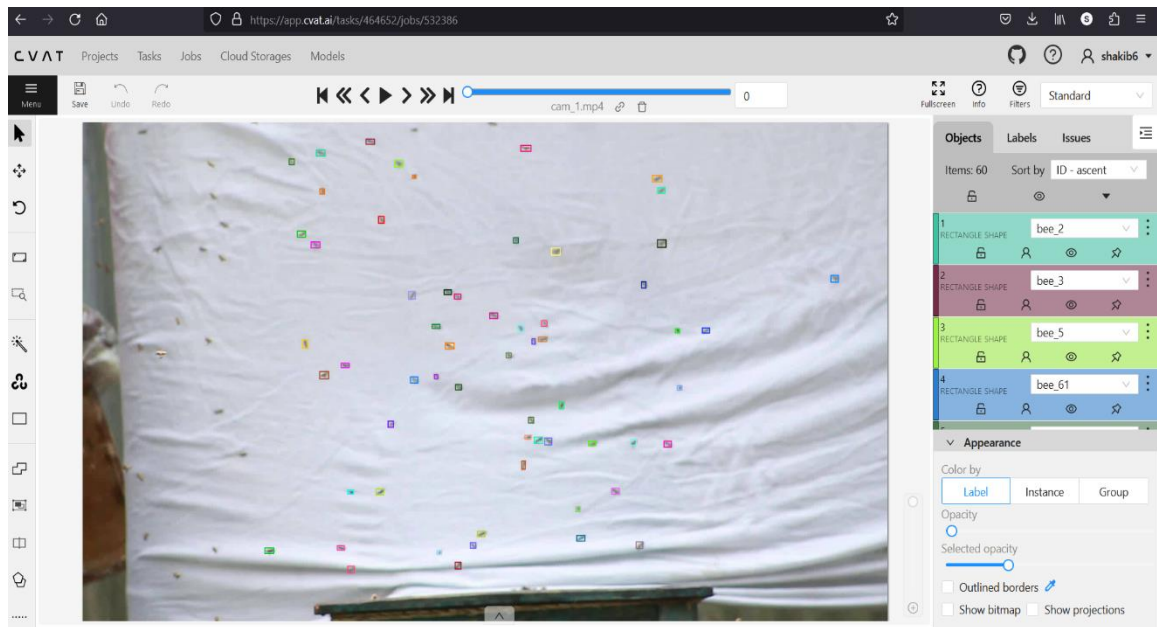 https://app.cvat.ai/tasks/464652/jobs/532386
S
CVAT Projects Tasks Jobs Cloud Storages Models
shakib6
Menu Save Undo Redo
cam_1.mp4
0
Fullscreen Info Filters Standard
Objects Labels Issues
Items: 60 Sort by ID - ascent
1 bee_2
RECTANGLE SHAPE
2 bee_3
RECTANGLE SHAPE
3 bee_5
RECTANGLE SHAPE
4 bee_61
RECTANGLE SHAPE
Appearance
Color by
Label Instance Group
Opacity
Selected opacity
Outlined borders
Show bitmap Show projections